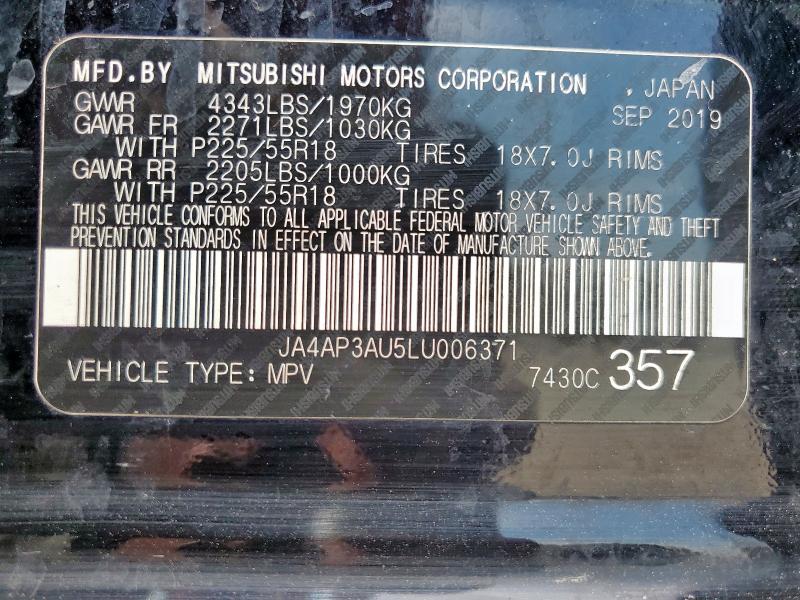 MFD.BY MITSUBISHI MOTORS CORPORATION , JAPAN
GVWR 4343LBS/1970KG SEP 2019
GAWR FR 2271LBS/1030KG
WITH P225/55R18 TIRES 18X7.0J RIMS
GAWR RR 2205LBS/1000KG
WITH P225/55R18 TIRES 18X7.0J RIMS
THIS VEHICLE CONFORMS TO ALL APPLICABLE FEDERAL MOTOR VEHICLE SAFETY AND THEFT
PREVENTION STANDARDS IN EFFECT ON THE DATE OF MANUFACTURE SHOWN ABOVE.
JA4AP3AU5LU006371
VEHICLE TYPE: MPV 7430C 357